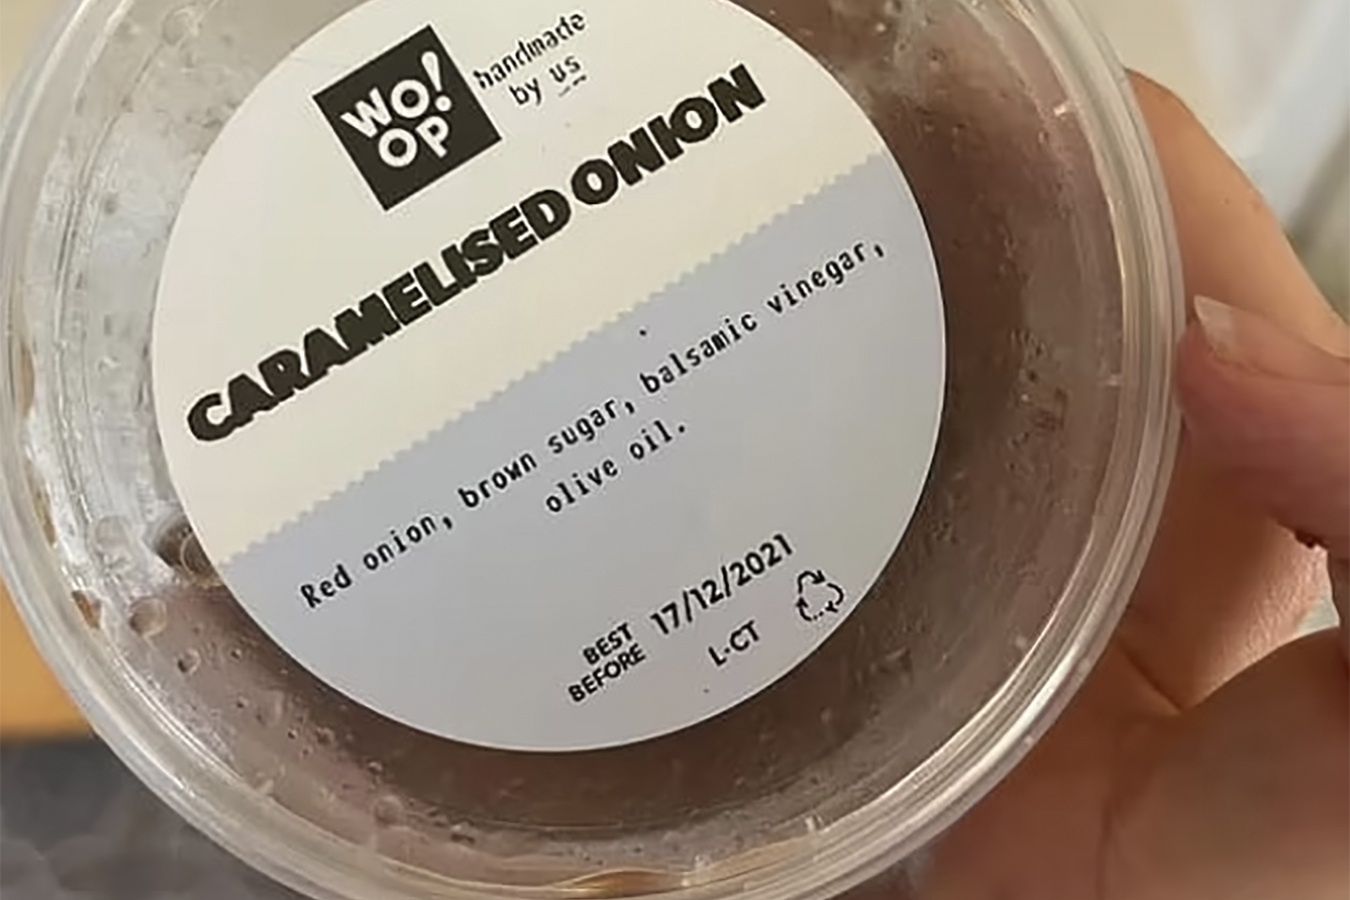 WO!
OP
handmade
by us
CARAMELISED ONION
Red onion, brown sugar, balsamic vinegar,
olive oil.
BEST
BEFORE
17/12/2021
L-CT